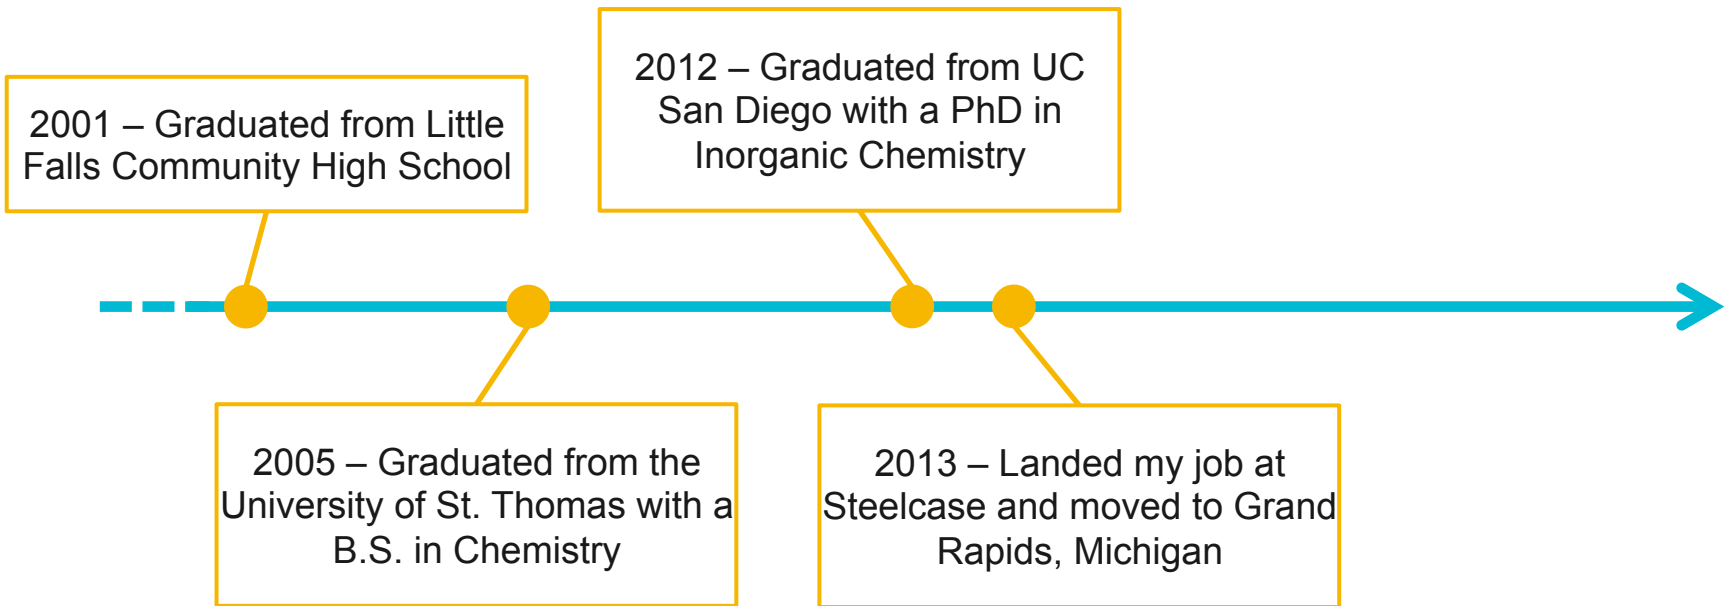 2001 – Graduated from Little
Falls Community High School
2005 – Graduated from the
University of St. Thomas with a
B.S. in Chemistry
2012 – Graduated from UC
San Diego with a PhD in
Inorganic Chemistry
2013 – Landed my job at
Steelcase and moved to Grand
Rapids, Michigan